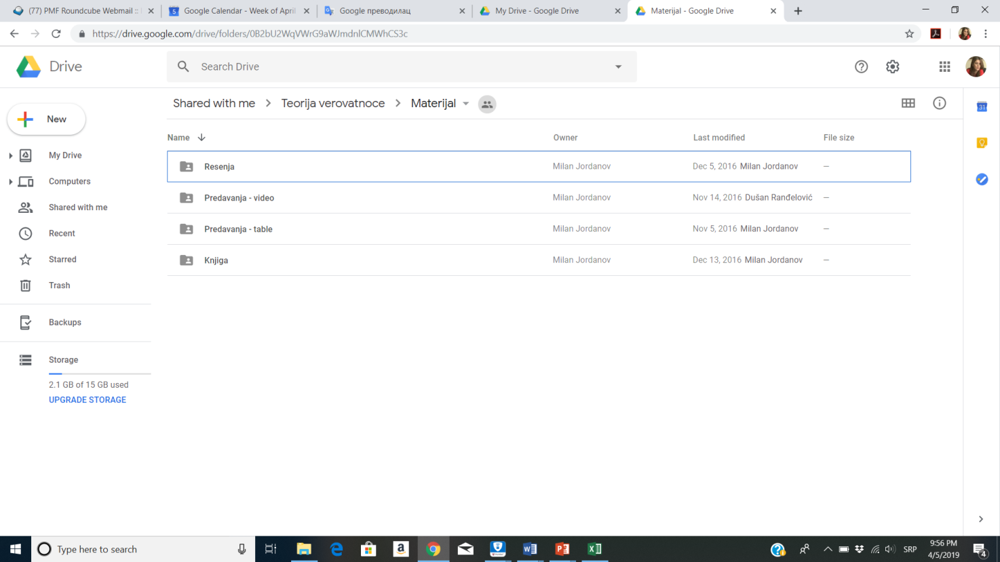 (77) PMF Roundcube Webmail ::
Google Calendar - Week of April
Google преводилац
My Drive - Google Drive
Materijal - Google Drive
https://drive.google.com/drive/folders/0B2bU2WqVWrG9aWJmdnlCMWhCS3c
Drive
Search Drive
New
Shared with me > Teorija verovatnoce > Materijal
31
Name
Owner
Last modified
File size
My Drive
Resenja
Milan Jordanov
Dec 5, 2016 Milan Jordanov
—
Computers
Predavanja - video
Milan Jordanov
Nov 14, 2016 Dušan Ranđelović
—
Shared with me
Predavanja - table
Milan Jordanov
Nov 5, 2016 Milan Jordanov
—
Recent
Knjiga
Milan Jordanov
Dec 13, 2016 Milan Jordanov
—
Starred
Trash
Backups
Storage
2.1 GB of 15 GB used
UPGRADE STORAGE
Type here to search
SRP
9:56 PM
4/5/2019
4